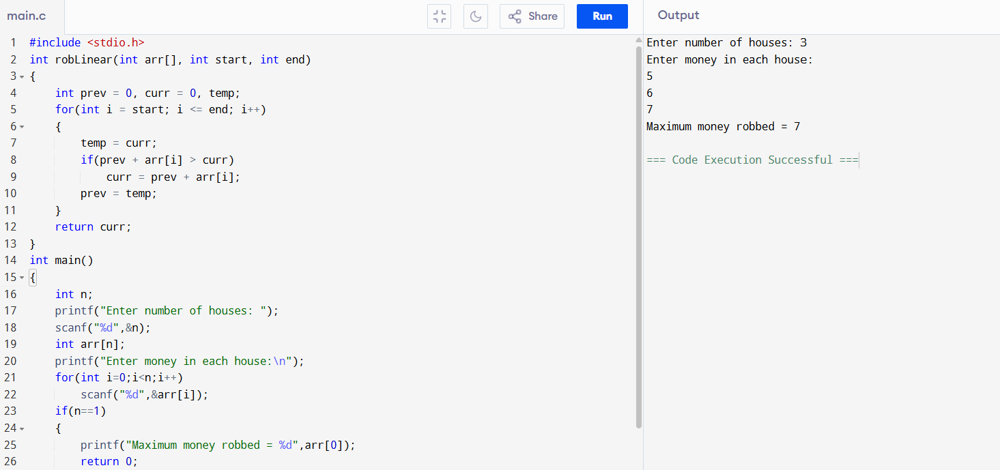 main.c
Share
Run
Output
1 #include <stdio.h>
2 int robLinear(int arr[], int start, int end)
3 {
4     int prev = 0, curr = 0, temp;
5     for(int i = start; i <= end; i++)
6     {
7         temp = curr;
8         if(prev + arr[i] > curr)
9             curr = prev + arr[i];
10         prev = temp;
11     }
12     return curr;
13 }
14 int main()
15 {
16     int n;
17     printf("Enter number of houses: ");
18     scanf("%d",&n);
19     int arr[n];
20     printf("Enter money in each house:\n");
21     for(int i=0;i<n;i++)
22         scanf("%d",&arr[i]);
23     if(n==1)
24     {
25         printf("Maximum money robbed = %d",arr[0]);
26         return 0;
Enter number of houses: 3
Enter money in each house:
5
6
7
Maximum money robbed = 7
=== Code Execution Successful ===